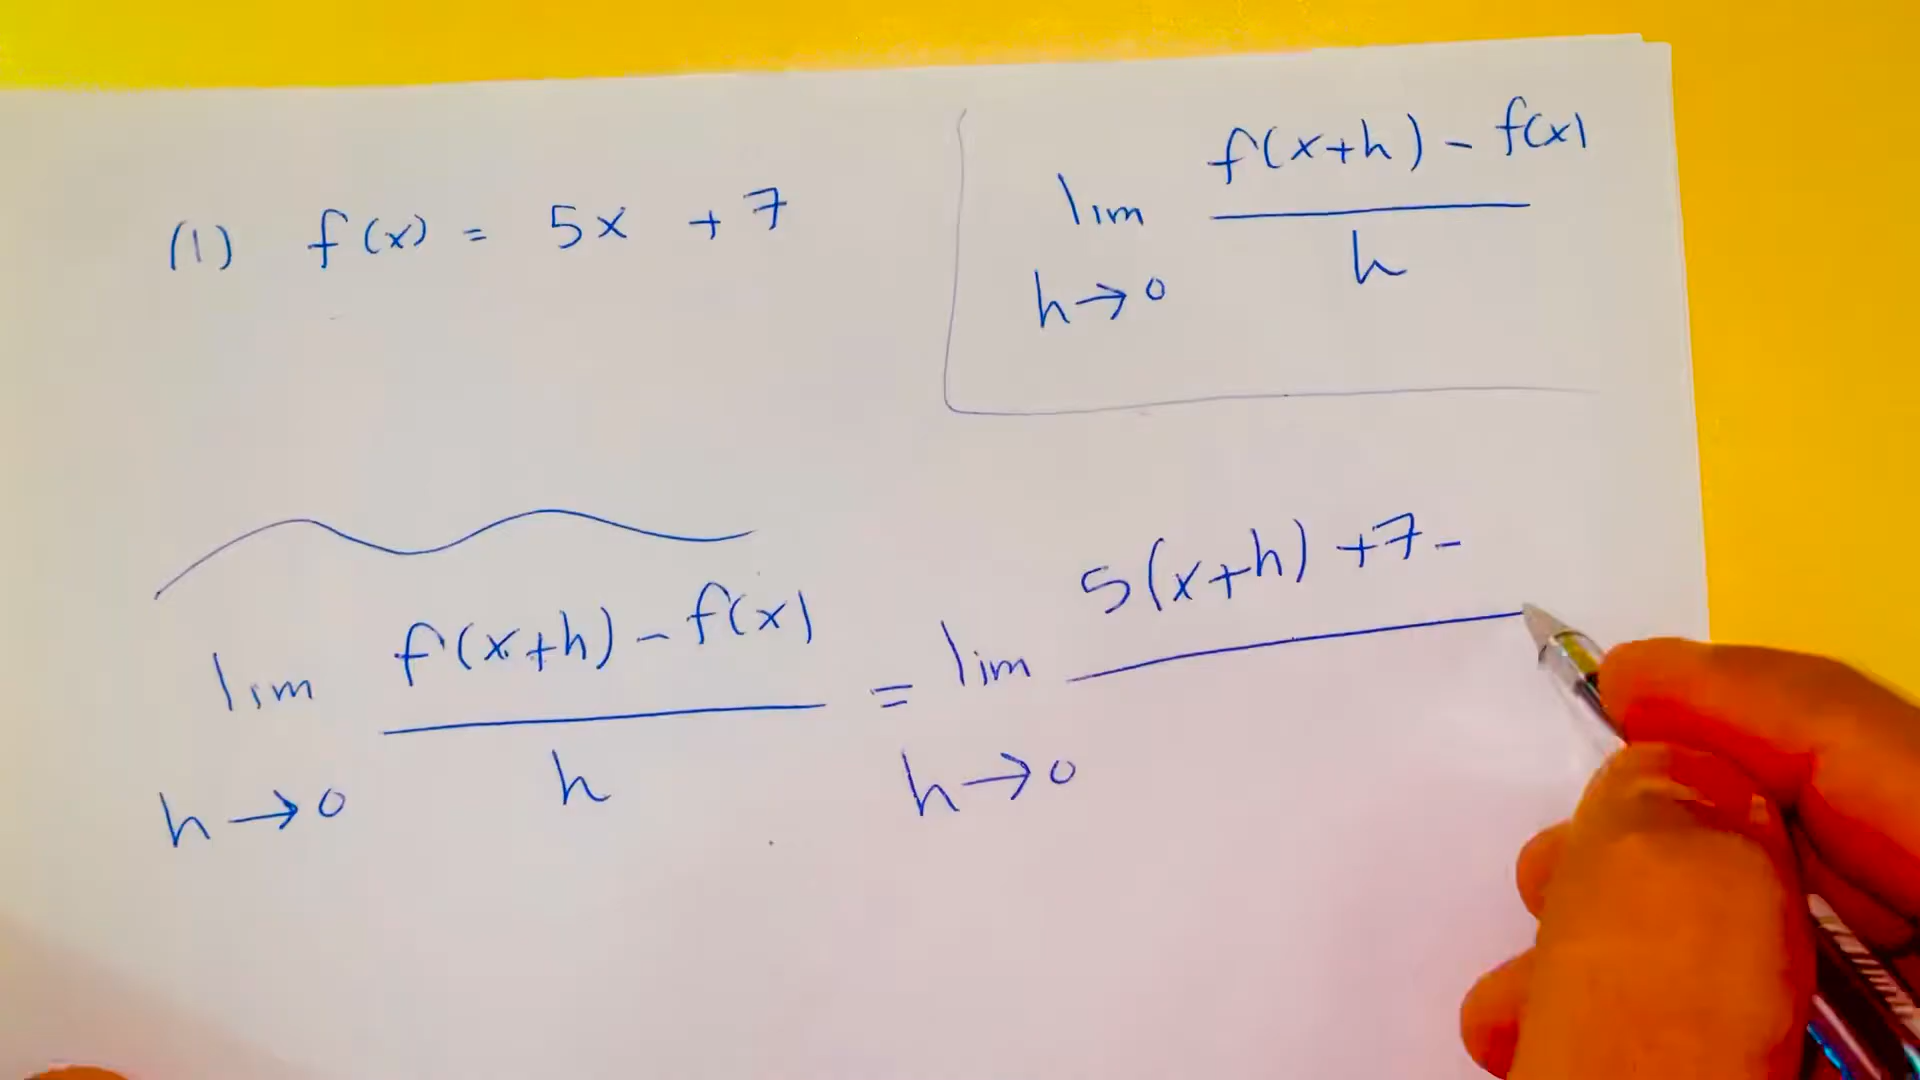 (1) f(x) = 5x + 7
f(x+h) - f(x)
lim
h
h→0
f(x+h) - f(x)
lim
h
h→0
=
5(x+h) +7 -
lim
h→0